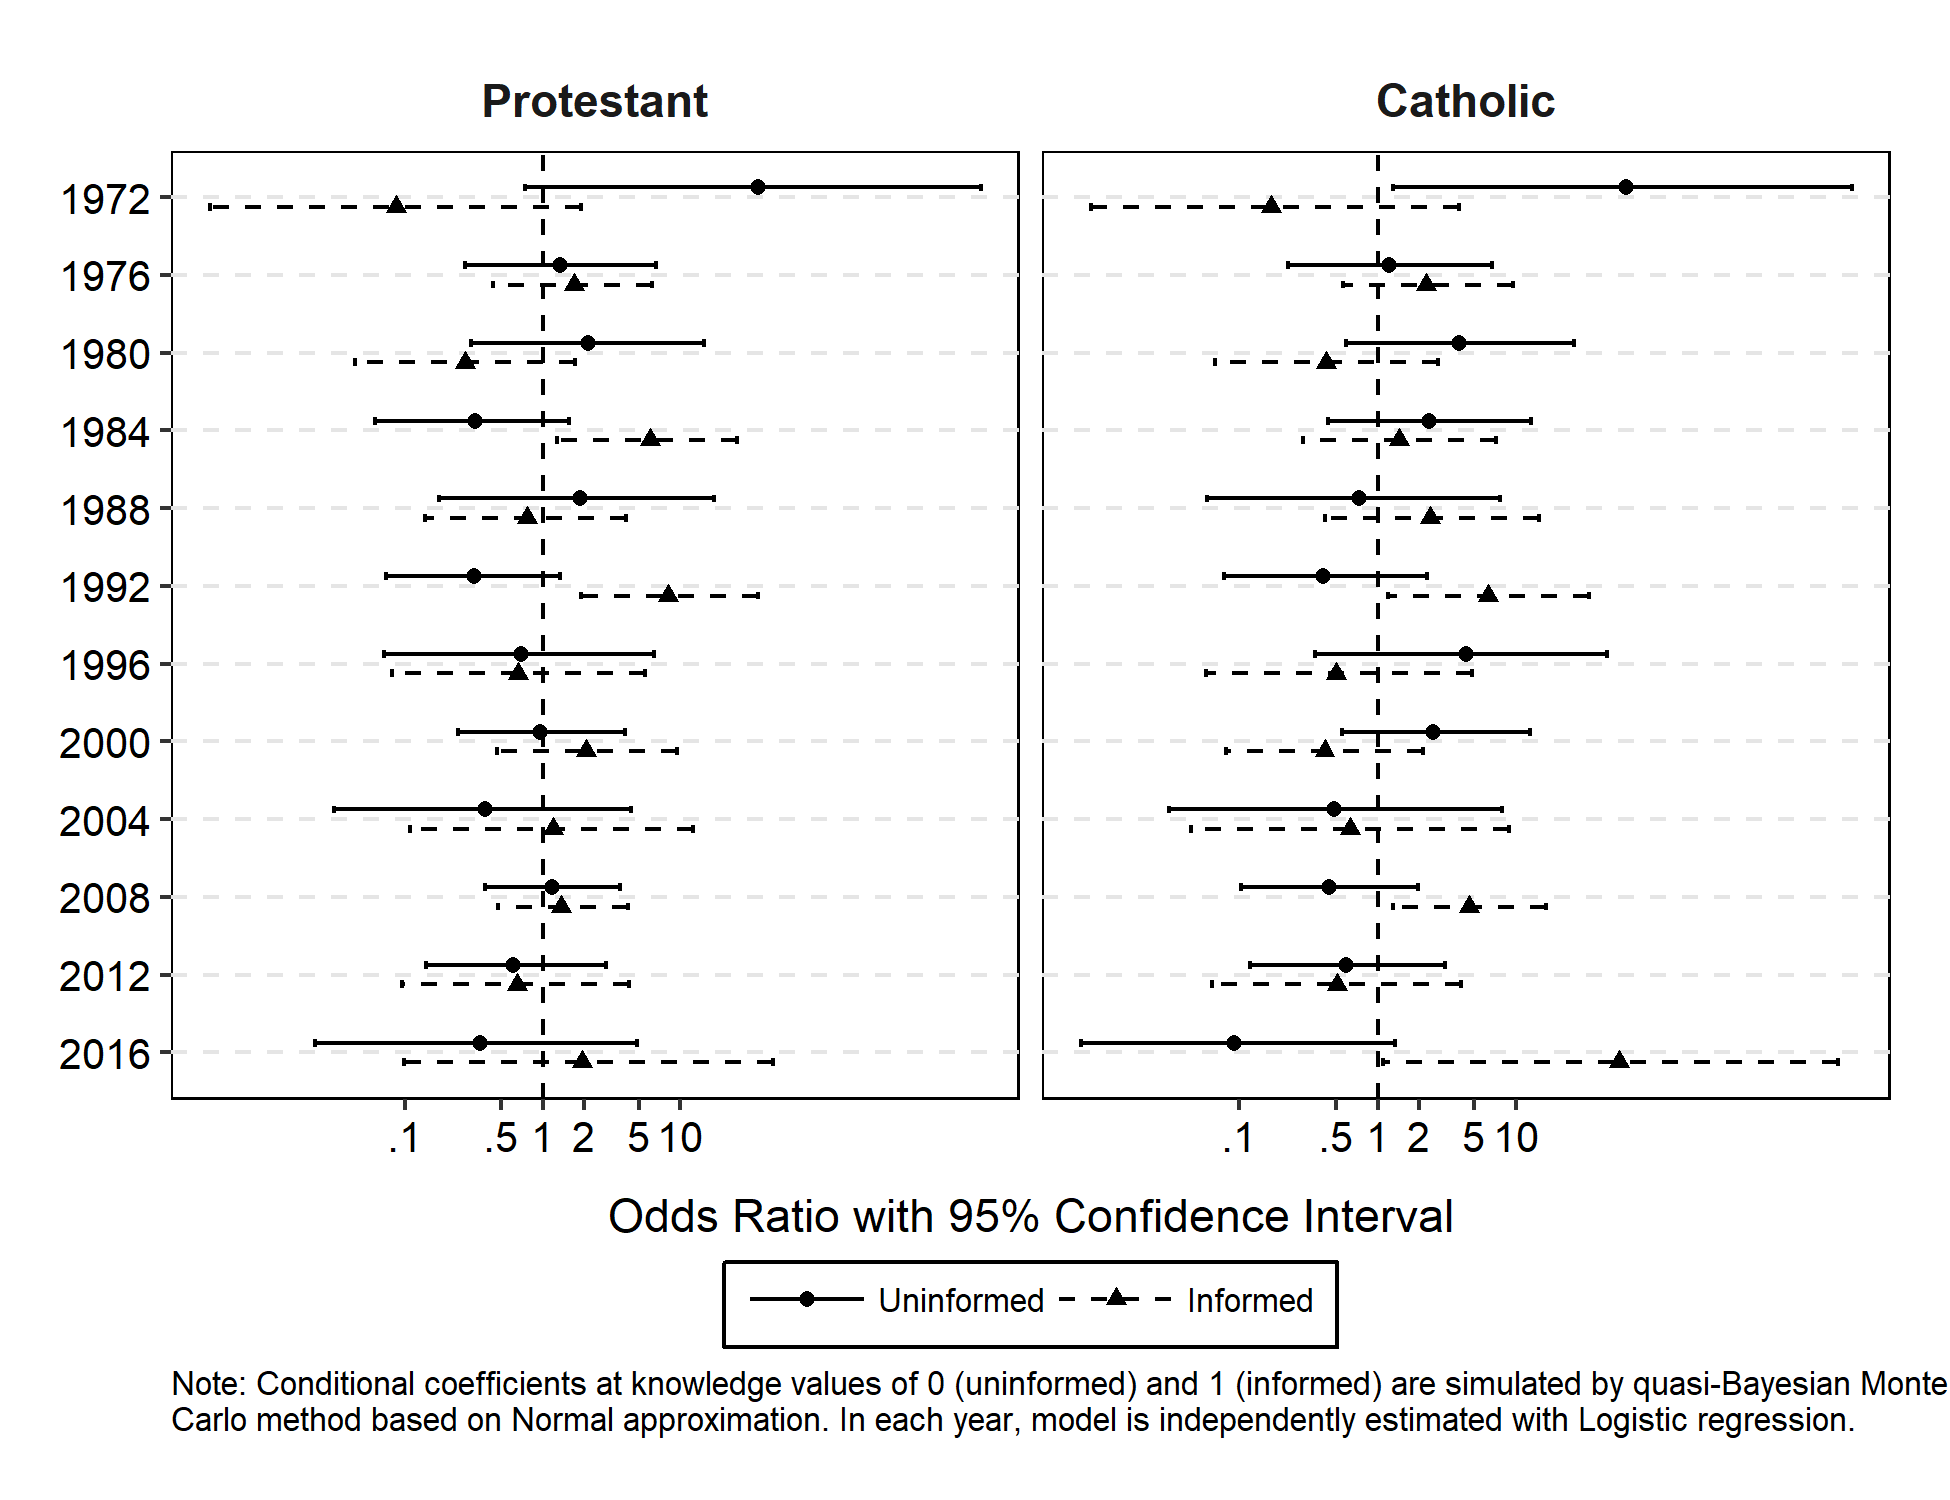 Protestant Catholic
1972
1976
1980
1984
1988
1992
1996
2000
2004
2008
2012
2016
.1 .5 1 2 5 10 .1 .5 1 2 5 10
Odds Ratio with 95% Confidence Interval
Uninformed Informed
Note: Conditional coefficients at knowledge values of 0 (uninformed) and 1 (informed) are simulated by quasi-Bayesian Monte
Carlo method based on Normal approximation. In each year, model is independently estimated with Logistic regression.